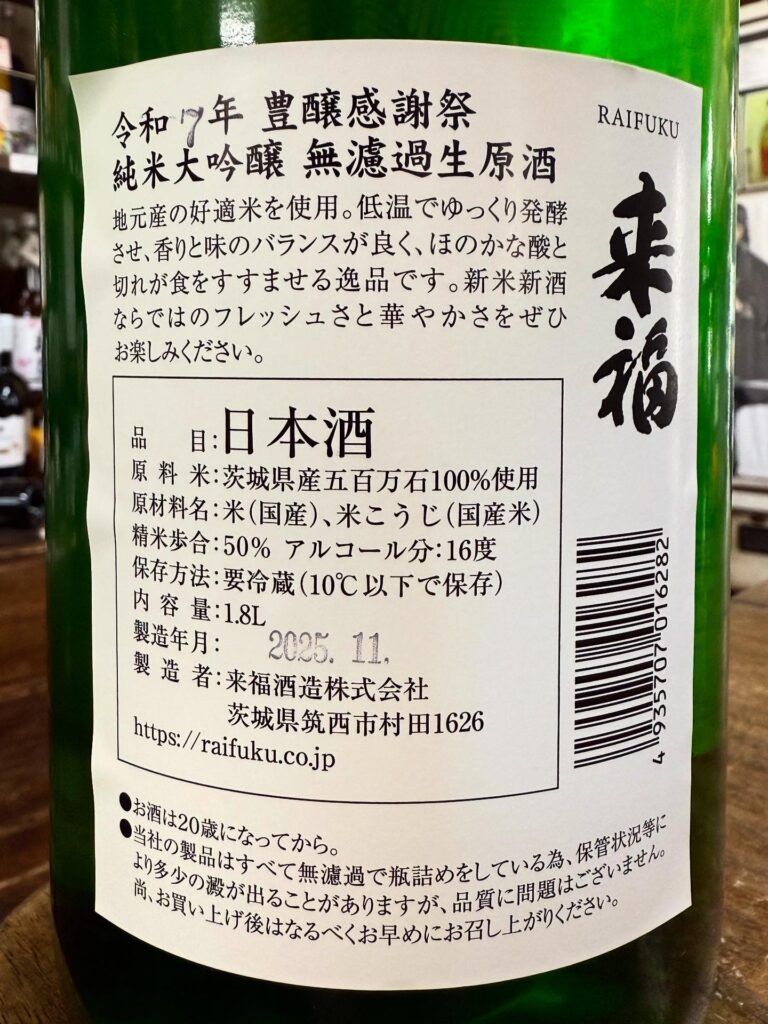 令和7年 豊醸感謝祭
純米大吟醸 無濾過生原酒
地元産の好適米を使用。低温でゆっくり発酵
させ、香りと味のバランスが良く、ほのかな酸と
切れが食をすすませる逸品です。新米新酒
ならではのフレッシュさと華やかさをぜひ
お楽しみください。
RAIFUKU
来福
品目:日本酒
原料米:茨城県産五百万石100%使用
原材料名:米(国産)、米こうじ(国産米)
精米歩合:50% アルコール分:16度
保存方法:要冷蔵(10℃以下で保存)
内容量:1.8L
製造年月: 2025. 11.
製造者:来福酒造株式会社
茨城県筑西市村田1626
https://raifuku.co.jp
4 935707 016282
●お酒は20歳になってから。
●当社の製品はすべて無濾過で瓶詰めをしている為、保管状況等に
より多少の澱が出ることがありますが、品質に問題はございません。
尚、お買い上げ後はなるべくお早めにお召し上がりください。